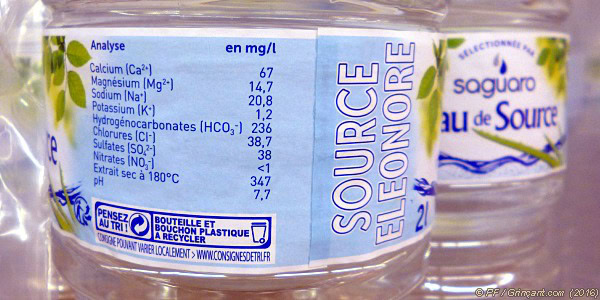 Analyse en mg/l
Calcium (Ca²⁺) 67
Magnésium (Mg²⁺) 14,7
Sodium (Na⁺) 20,8
Potassium (K⁺) 1,2
Hydrogénocarbonates (HCO₃⁻) 236
Chlorures (Cl⁻) 38,7
Sulfates (SO₄²⁻) 38
Nitrates (NO₃⁻) <1
Extrait sec à 180°C 347
pH 7,7
PENSEZ
AU TRI !
BOUTEILLE ET
BOUCHON PLASTIQUE
À RECYCLER
CONSIGNE POUVANT VARIER LOCALEMENT > WWW.CONSIGNESDETRI.FR
SOURCE
ELEONORE
2L
SÉLECTIONNÉE PAR
saguaro
au de Source
© PF / Grinçant.com (2016)